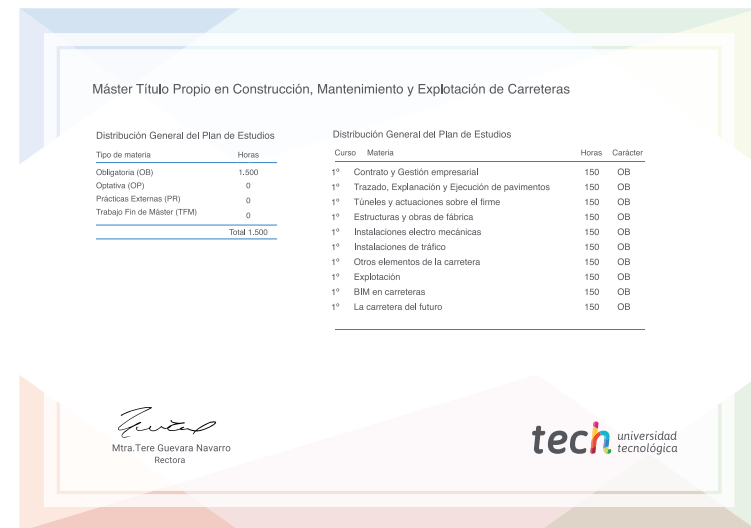 Máster Título Propio en Construcción, Mantenimiento y Explotación de Carreteras
Distribución General del Plan de Estudios
Tipo de materia Horas
Obligatoria (OB) 1.500
Optativa (OP) 0
Prácticas Externas (PR) 0
Trabajo Fin de Máster (TFM) 0
Total 1.500
Distribución General del Plan de Estudios
Curso Materia Horas Carácter
1º Contrato y Gestión empresarial 150 OB
1º Trazado, Explanación y Ejecución de pavimentos 150 OB
1º Túneles y actuaciones sobre el firme 150 OB
1º Estructuras y obras de fábrica 150 OB
1º Instalaciones electro mecánicas 150 OB
1º Instalaciones de tráfico 150 OB
1º Otros elementos de la carretera 150 OB
1º Explotación 150 OB
1º BIM en carreteras 150 OB
1º La carretera del futuro 150 OB
Mtra.Tere Guevara Navarro
Rectora
tech universidad
tecnológica